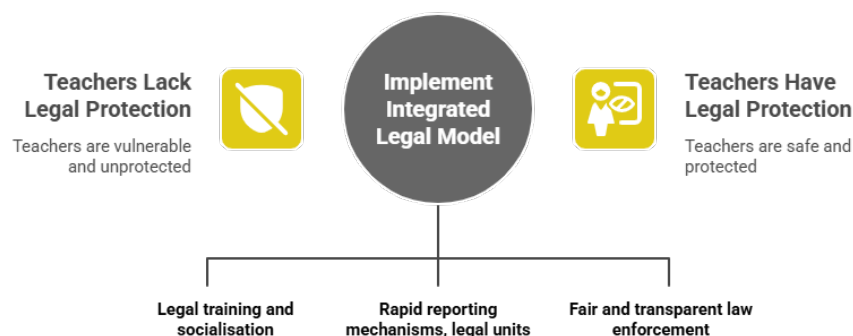 Teachers Lack
Legal Protection
Teachers are vulnerable
and unprotected
Implement
Integrated
Legal Model
Teachers Have
Legal Protection
Teachers are safe and
protected
Legal training and
socialisation
Rapid reporting
mechanisms, legal units
Fair and transparent law
enforcement